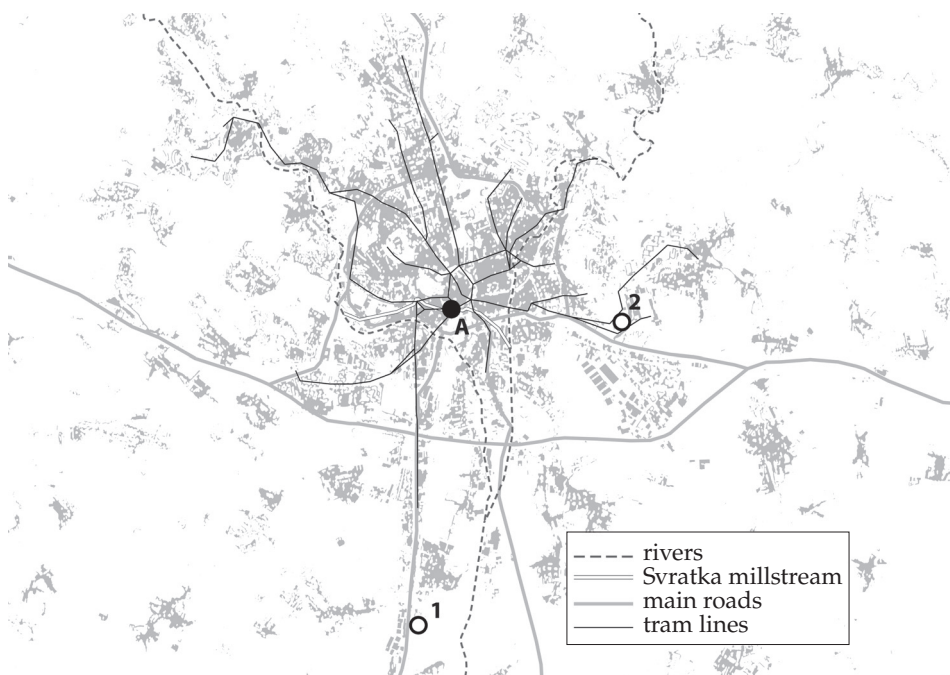 2
A
rivers
Svratka millstream
main roads
tram lines
1